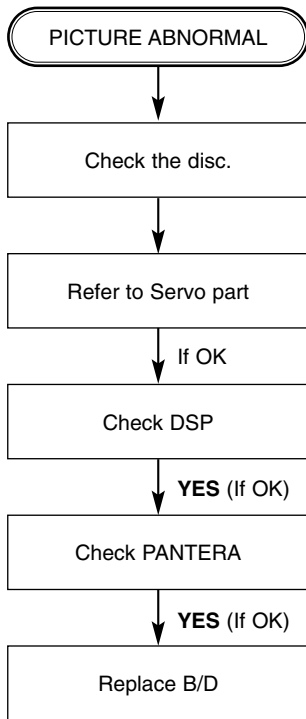 PICTURE ABNORMAL
Check the disc.
Refer to Servo part
If OK
Check DSP
YES (If OK)
Check PANTERA
YES (If OK)
Replace B/D